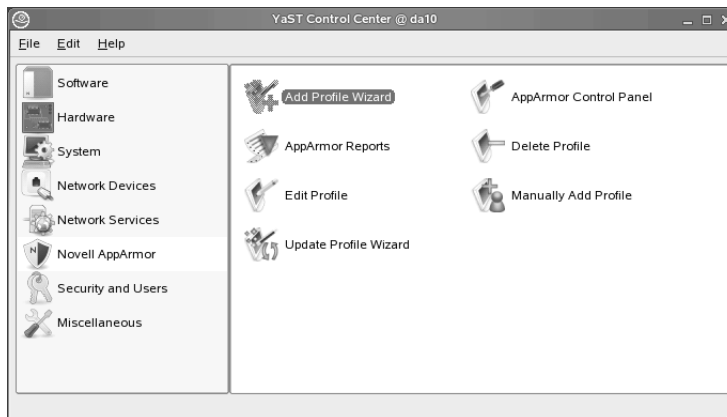 YaST Control Center @ da10
File Edit Help
Software
Hardware
System
Network Devices
Network Services
Novell AppArmor
Security and Users
Miscellaneous
Add Profile Wizard
AppArmor Control Panel
AppArmor Reports
Delete Profile
Edit Profile
Manually Add Profile
Update Profile Wizard